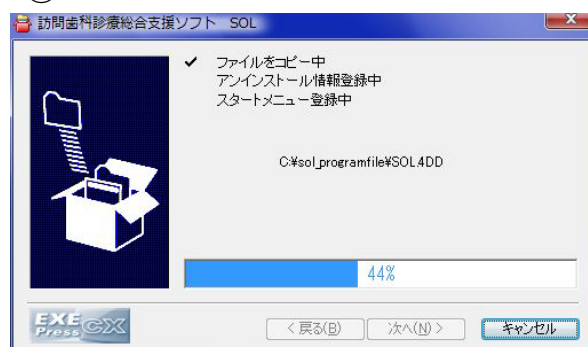 訪問歯科診療総合支援ソフト SOL
✔ ファイルをコピー中
アンインストール情報登録中
スタートメニュー登録中
C:¥sol_programfile¥SOL4DD
44%
EXE Press CX
< 戻る(B)
次へ(N) >
キャンセル